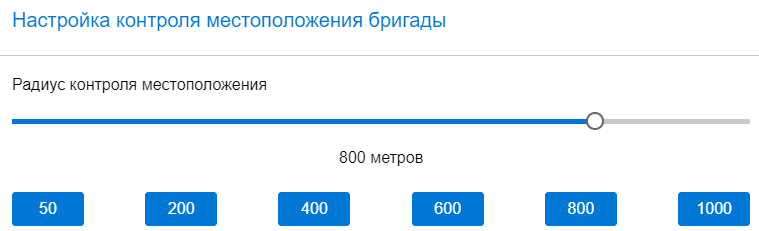 Настройка контроля местоположения бригады
Радиус контроля местоположения
800 метров
50 200 400 600 800 1000